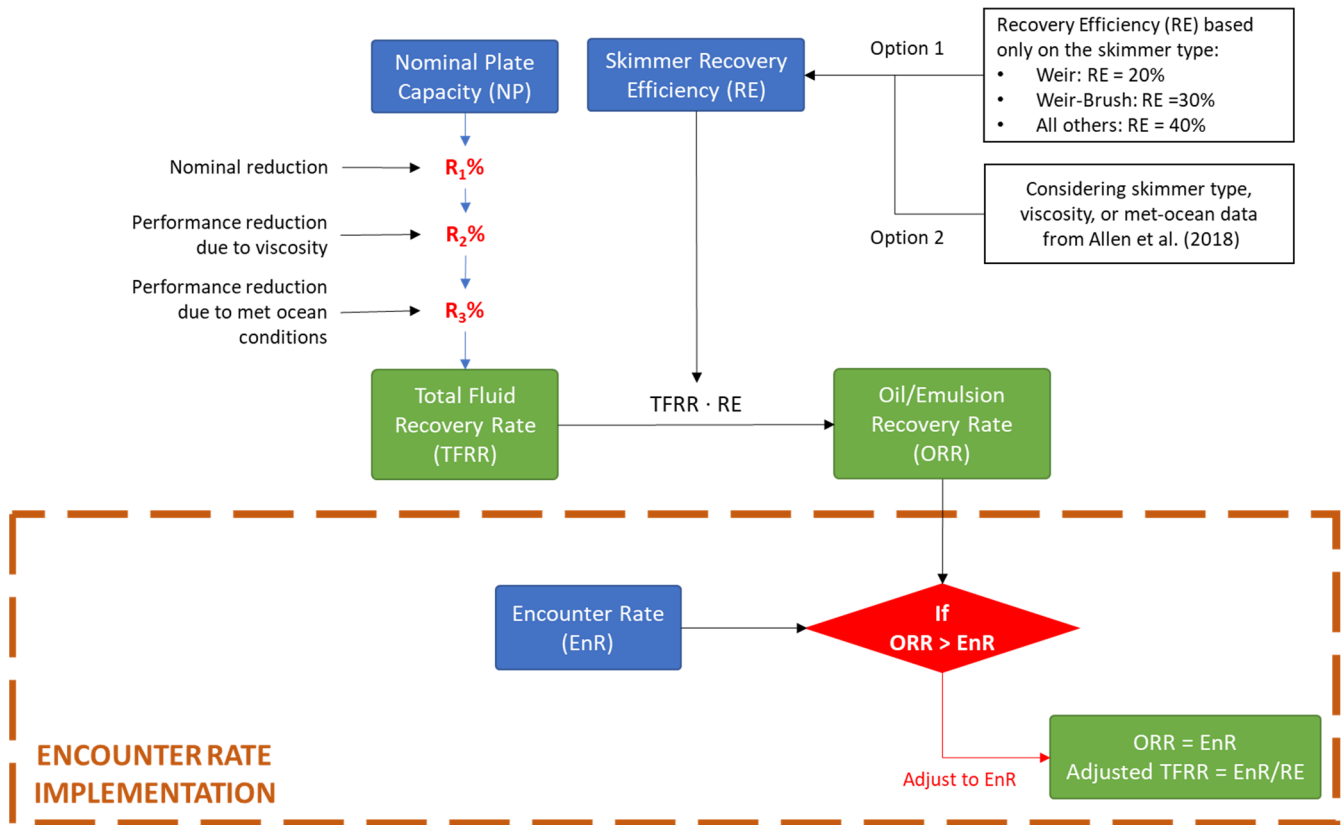 Nominal Plate
Capacity (NP)
Skimmer Recovery
Efficiency (RE)
Option 1
Recovery Efficiency (RE) based
only on the skimmer type:
• Weir: RE = 20%
• Weir-Brush: RE =30%
• All others: RE = 40%
Nominal reduction
R₁%
Performance reduction
due to viscosity
R₂%
Option 2
Considering skimmer type,
viscosity, or met-ocean data
from Allen et al. (2018)
Performance reduction
due to met ocean
conditions
R₃%
Total Fluid
Recovery Rate
(TFRR)
TFRR · RE
Oil/Emulsion
Recovery Rate
(ORR)
Encounter Rate
(EnR)
If
ORR > EnR
Adjust to EnR
ORR = EnR
Adjusted TFRR = EnR/RE
ENCOUNTER RATE
IMPLEMENTATION